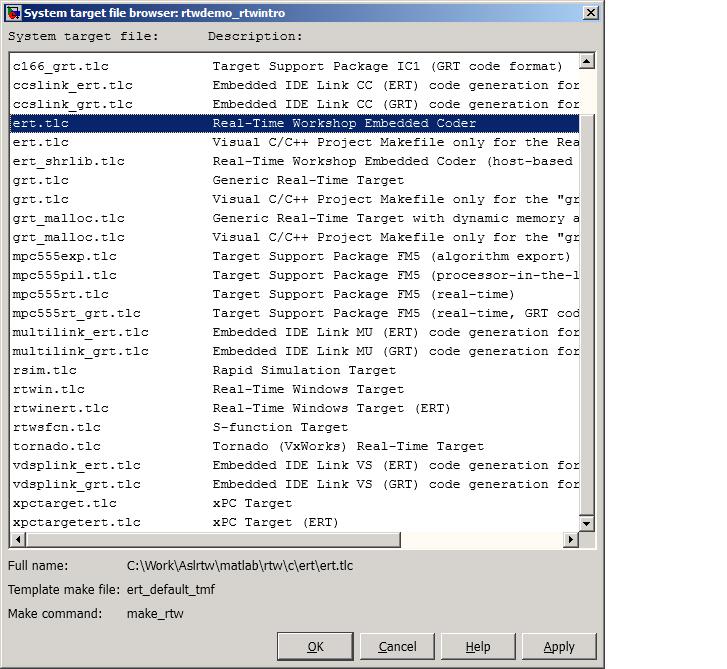 System target file browser: rtwdemo_rtwintro
System target file: Description:
c166_grt.tlc Target Support Package IC1 (GRT code format)
ccslink_ert.tlc Embedded IDE Link CC (ERT) code generation for
ccslink_grt.tlc Embedded IDE Link CC (GRT) code generation for
ert.tlc Real-Time Workshop Embedded Coder
ert.tlc Visual C/C++ Project Makefile only for the Rea
ert_shrlib.tlc Real-Time Workshop Embedded Coder (host-based
grt.tlc Generic Real-Time Target
grt.tlc Visual C/C++ Project Makefile only for the "gr
grt_malloc.tlc Generic Real-Time Target with dynamic memory a
grt_malloc.tlc Visual C/C++ Project Makefile only for the "gr
mpc555exp.tlc Target Support Package FM5 (algorithm export)
mpc555pil.tlc Target Support Package FM5 (processor-in-the-l
mpc555rt.tlc Target Support Package FM5 (real-time)
mpc555rt_grt.tlc Target Support Package FM5 (real-time, GRT cod
multilink_ert.tlc Embedded IDE Link MU (ERT) code generation for
multilink_grt.tlc Embedded IDE Link MU (GRT) code generation for
rsim.tlc Rapid Simulation Target
rtwin.tlc Real-Time Windows Target
rtwinert.tlc Real-Time Windows Target (ERT)
rtwsfcn.tlc S-function Target
tornado.tlc Tornado (VxWorks) Real-Time Target
vdsplink_ert.tlc Embedded IDE Link VS (ERT) code generation for
vdsplink_grt.tlc Embedded IDE Link VS (GRT) code generation for
xpctarget.tlc xPC Target
xpctargetert.tlc xPC Target (ERT)
Full name: C:\Work\Aslrtw\matlab\rtw\c\ert\ert.tlc
Template make file: ert_default_tmf
Make command: make_rtw
OK Cancel Help Apply